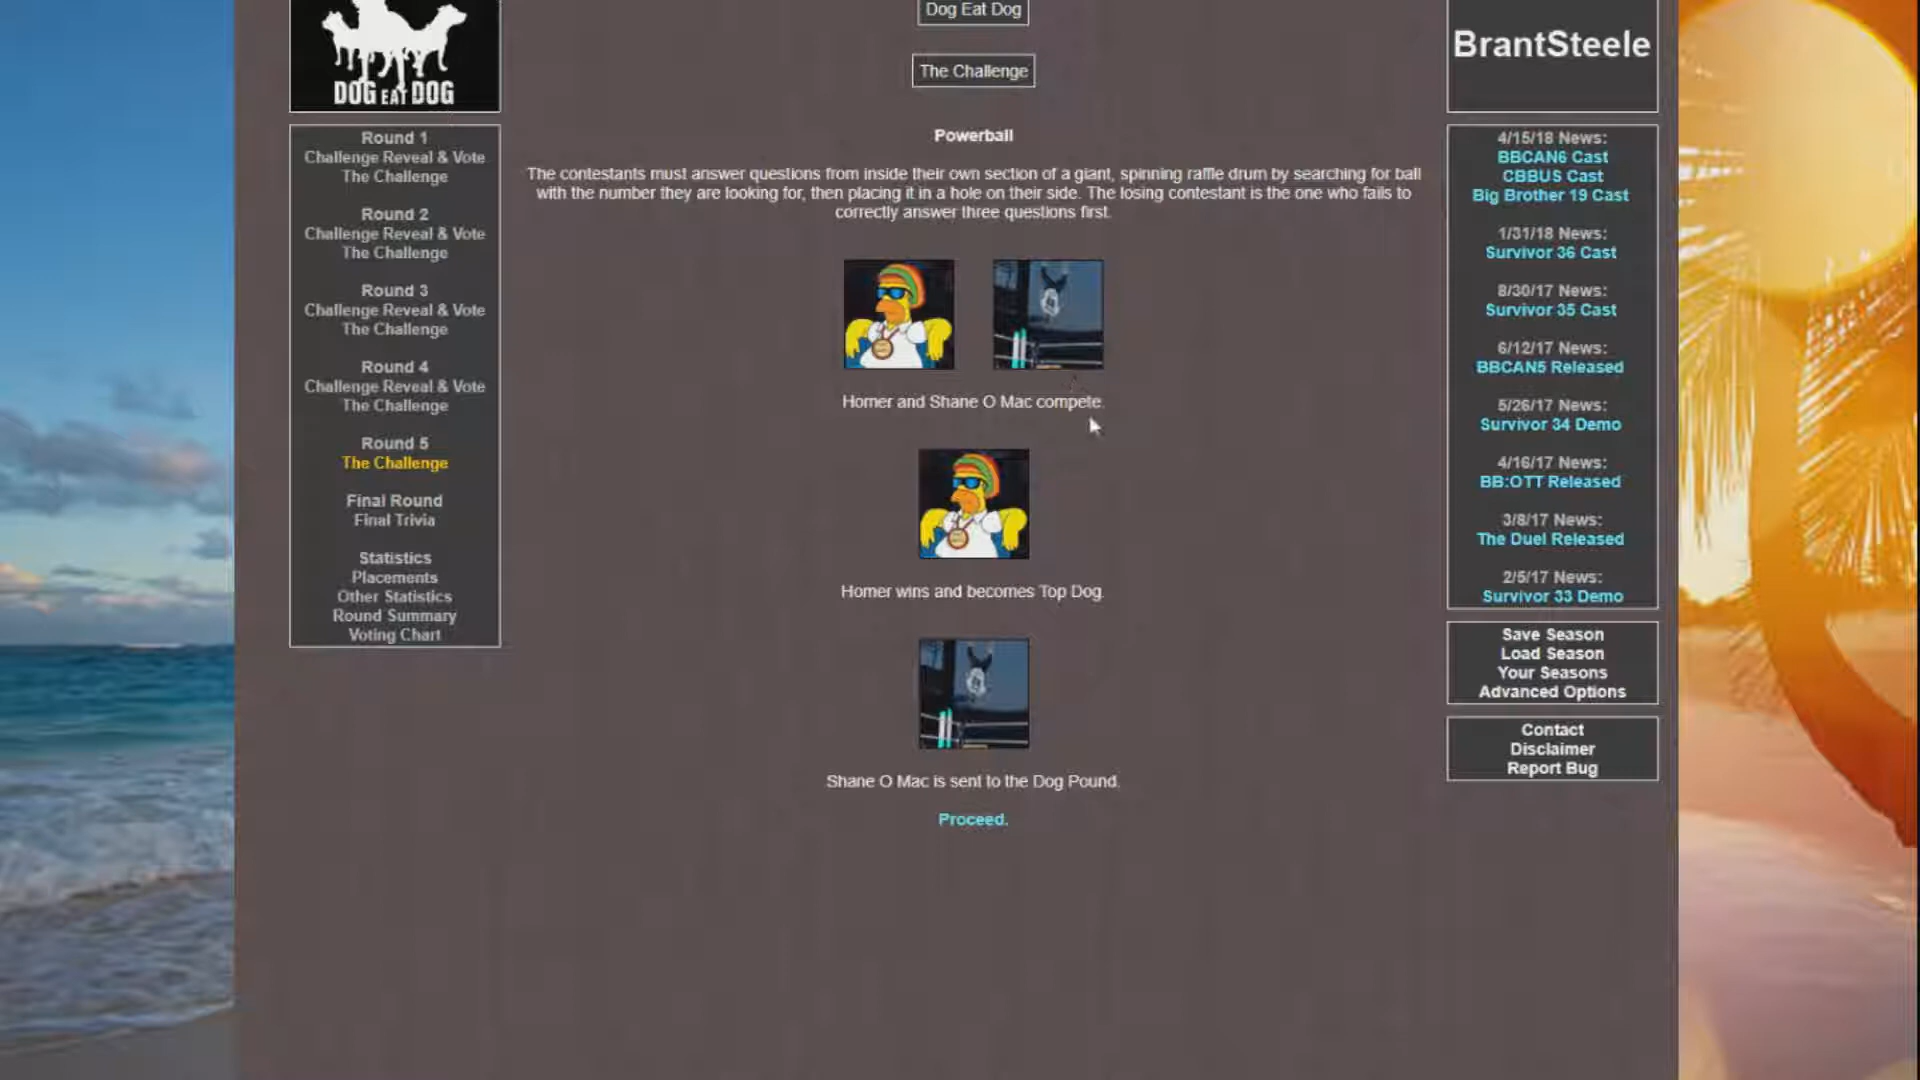 DOG EAT DOG
Round 1
Challenge Reveal & Vote
The Challenge
Round 2
Challenge Reveal & Vote
The Challenge
Round 3
Challenge Reveal & Vote
The Challenge
Round 4
Challenge Reveal & Vote
The Challenge
Round 5
The Challenge
Final Round
Final Trivia
Statistics
Placements
Other Statistics
Round Summary
Voting Chart
Dog Eat Dog
The Challenge
Powerball
The contestants must answer questions from inside their own section of a giant, spinning raffle drum by searching for ball
with the number they are looking for, then placing it in a hole on their side. The losing contestant is the one who fails to
correctly answer three questions first.
Homer and Shane O Mac compete.
Homer wins and becomes Top Dog.
Shane O Mac is sent to the Dog Pound.
Proceed.
BrantSteele
4/15/18 News:
BBCAN6 Cast
CBBUS Cast
Big Brother 19 Cast
1/31/18 News:
Survivor 36 Cast
8/30/17 News:
Survivor 35 Cast
6/12/17 News:
BBCAN5 Released
5/26/17 News:
Survivor 34 Demo
4/16/17 News:
BB:OTT Released
3/8/17 News:
The Duel Released
2/5/17 News:
Survivor 33 Demo
Save Season
Load Season
Your Seasons
Advanced Options
Contact
Disclaimer
Report Bug